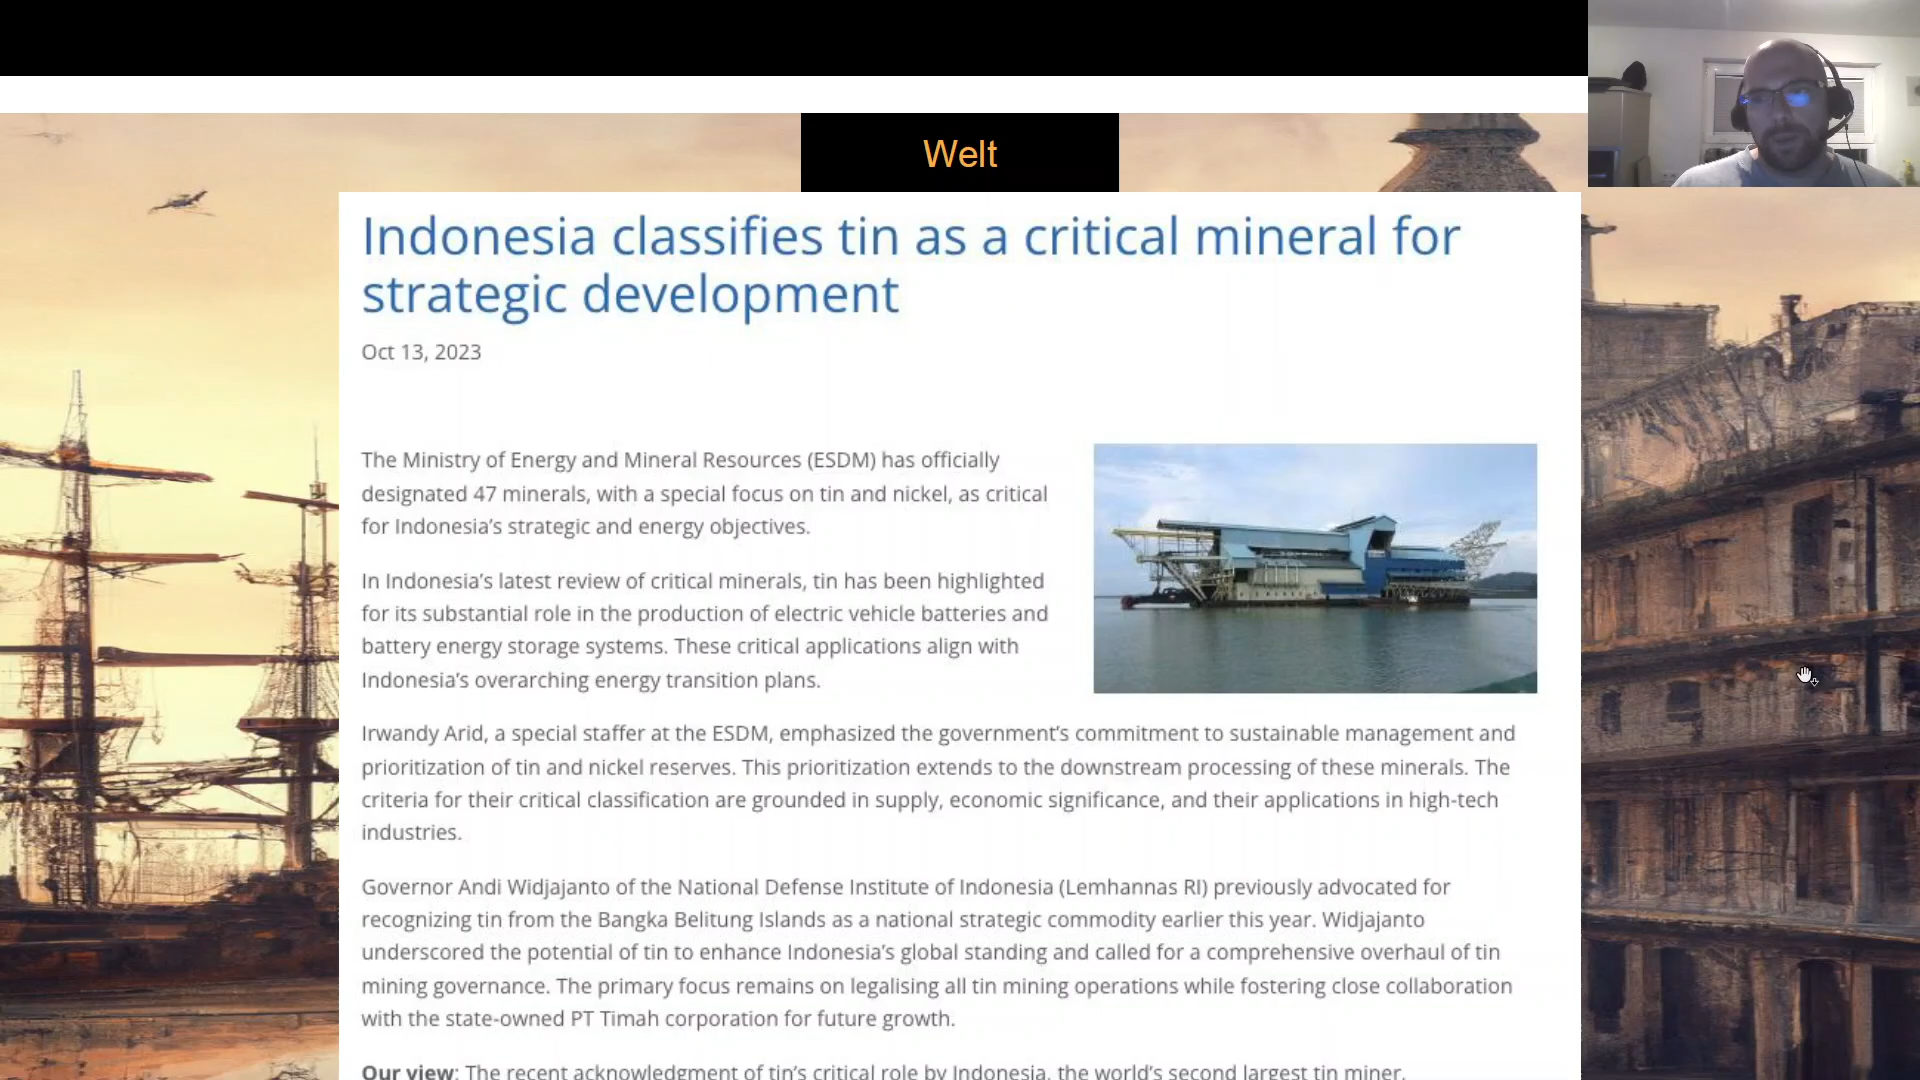 Welt
Indonesia classifies tin as a critical mineral for
strategic development
Oct 13, 2023
The Ministry of Energy and Mineral Resources (ESDM) has officially
designated 47 minerals, with a special focus on tin and nickel, as critical
for Indonesia’s strategic and energy objectives.
In Indonesia’s latest review of critical minerals, tin has been highlighted
for its substantial role in the production of electric vehicle batteries and
battery energy storage systems. These critical applications align with
Indonesia’s overarching energy transition plans.
Irwandy Arid, a special staffer at the ESDM, emphasized the government’s commitment to sustainable management and
prioritization of tin and nickel reserves. This prioritization extends to the downstream processing of these minerals. The
criteria for their critical classification are grounded in supply, economic significance, and their applications in high-tech
industries.
Governor Andi Widjajanto of the National Defense Institute of Indonesia (Lemhannas RI) previously advocated for
recognizing tin from the Bangka Belitung Islands as a national strategic commodity earlier this year. Widjajanto
underscored the potential of tin to enhance Indonesia’s global standing and called for a comprehensive overhaul of tin
mining governance. The primary focus remains on legalising all tin mining operations while fostering close collaboration
with the state-owned PT Timah corporation for future growth.
Our view: The recent acknowledgment of tin’s critical role by Indonesia, the world’s second largest tin miner,